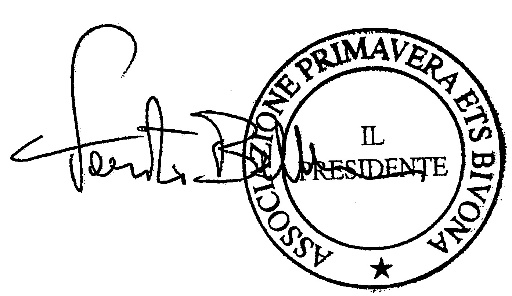 ASSOCIAZIONE PRIMAVERA ETS BIVONA
IL
PRESIDENTE